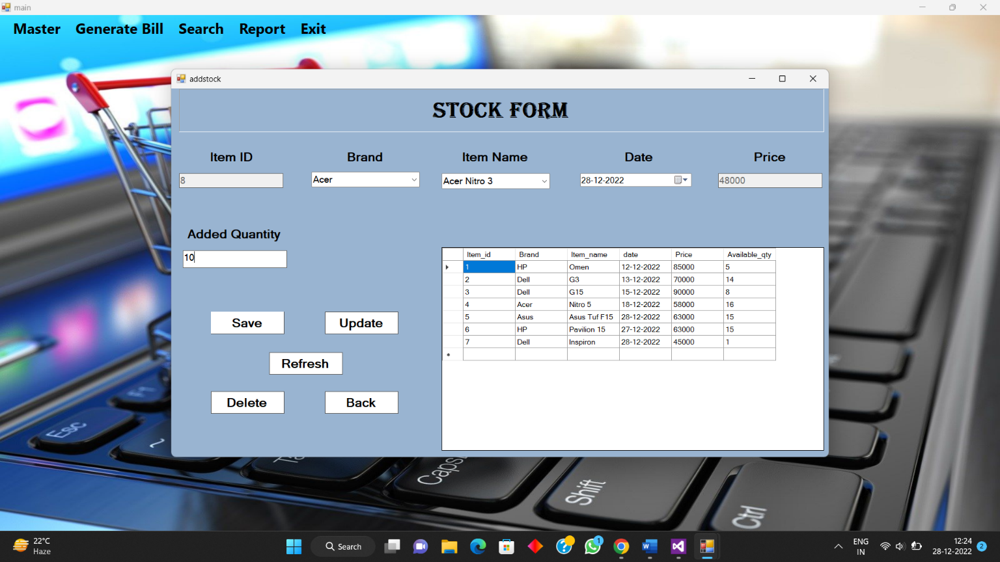 main
Master Generate Bill Search Report Exit
addstock
STOCK FORM
Item ID Brand Item Name Date Price
8 Acer Acer Nitro 3 28-12-2022 48000
Added Quantity
10
Item_id Brand Item_name date Price Available_qty
1 HP Omen 12-12-2022 85000 5
2 Dell G3 13-12-2022 70000 14
3 Dell G15 15-12-2022 90000 8
4 Acer Nitro 5 18-12-2022 58000 16
5 Asus Asus Tuf F15 28-12-2022 63000 15
6 HP Pavilion 15 27-12-2022 63000 15
7 Dell Inspiron 28-12-2022 45000 1
Save Update
Refresh
Delete Back
F1
ESC
~
Ta
Caps
Shift
Ctrl
22°C
Haze
Search
1
ENG
IN
12:24
28-12-2022
2